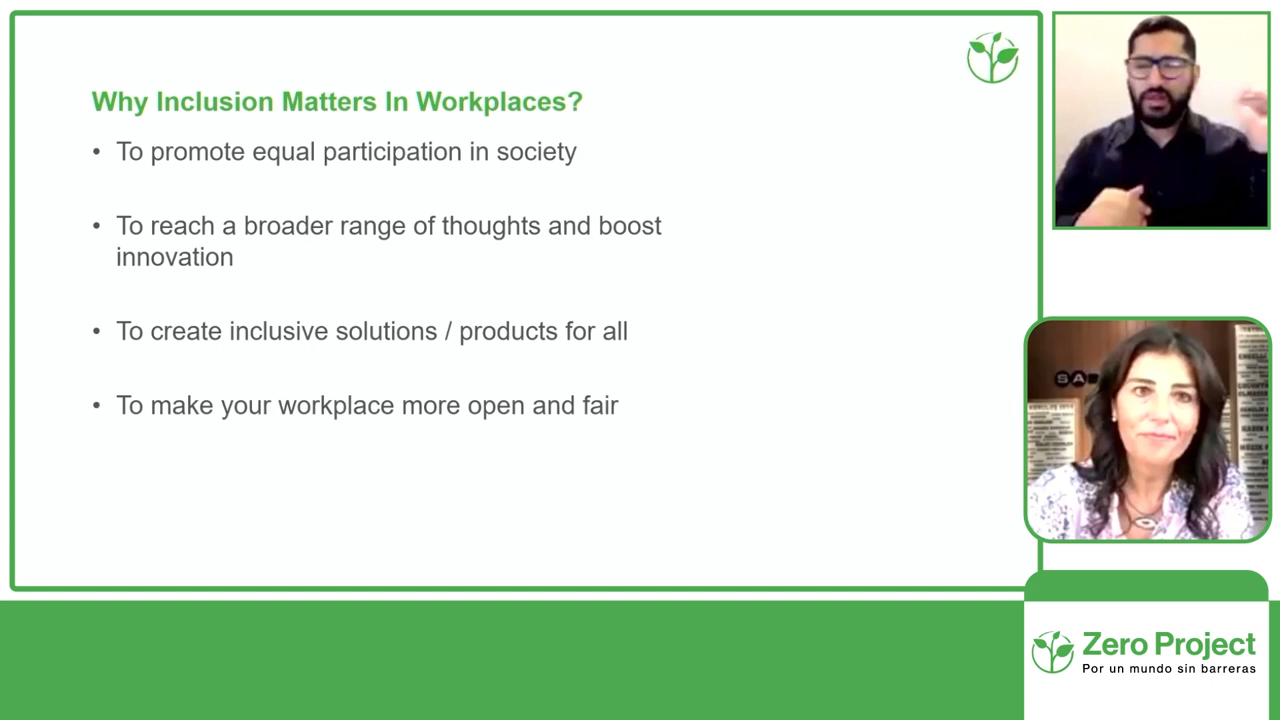 Why Inclusion Matters In Workplaces?
• To promote equal participation in society
• To reach a broader range of thoughts and boost
innovation
• To create inclusive solutions / products for all
• To make your workplace more open and fair
Zero Project
Por un mundo sin barreras